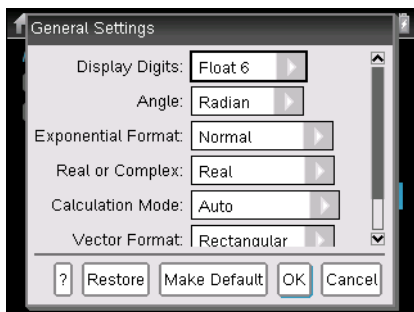 General Settings
Display Digits: Float 6
Angle: Radian
Exponential Format: Normal
Real or Complex: Real
Calculation Mode: Auto
Vector Format: Rectangular
? Restore Make Default OK Cancel